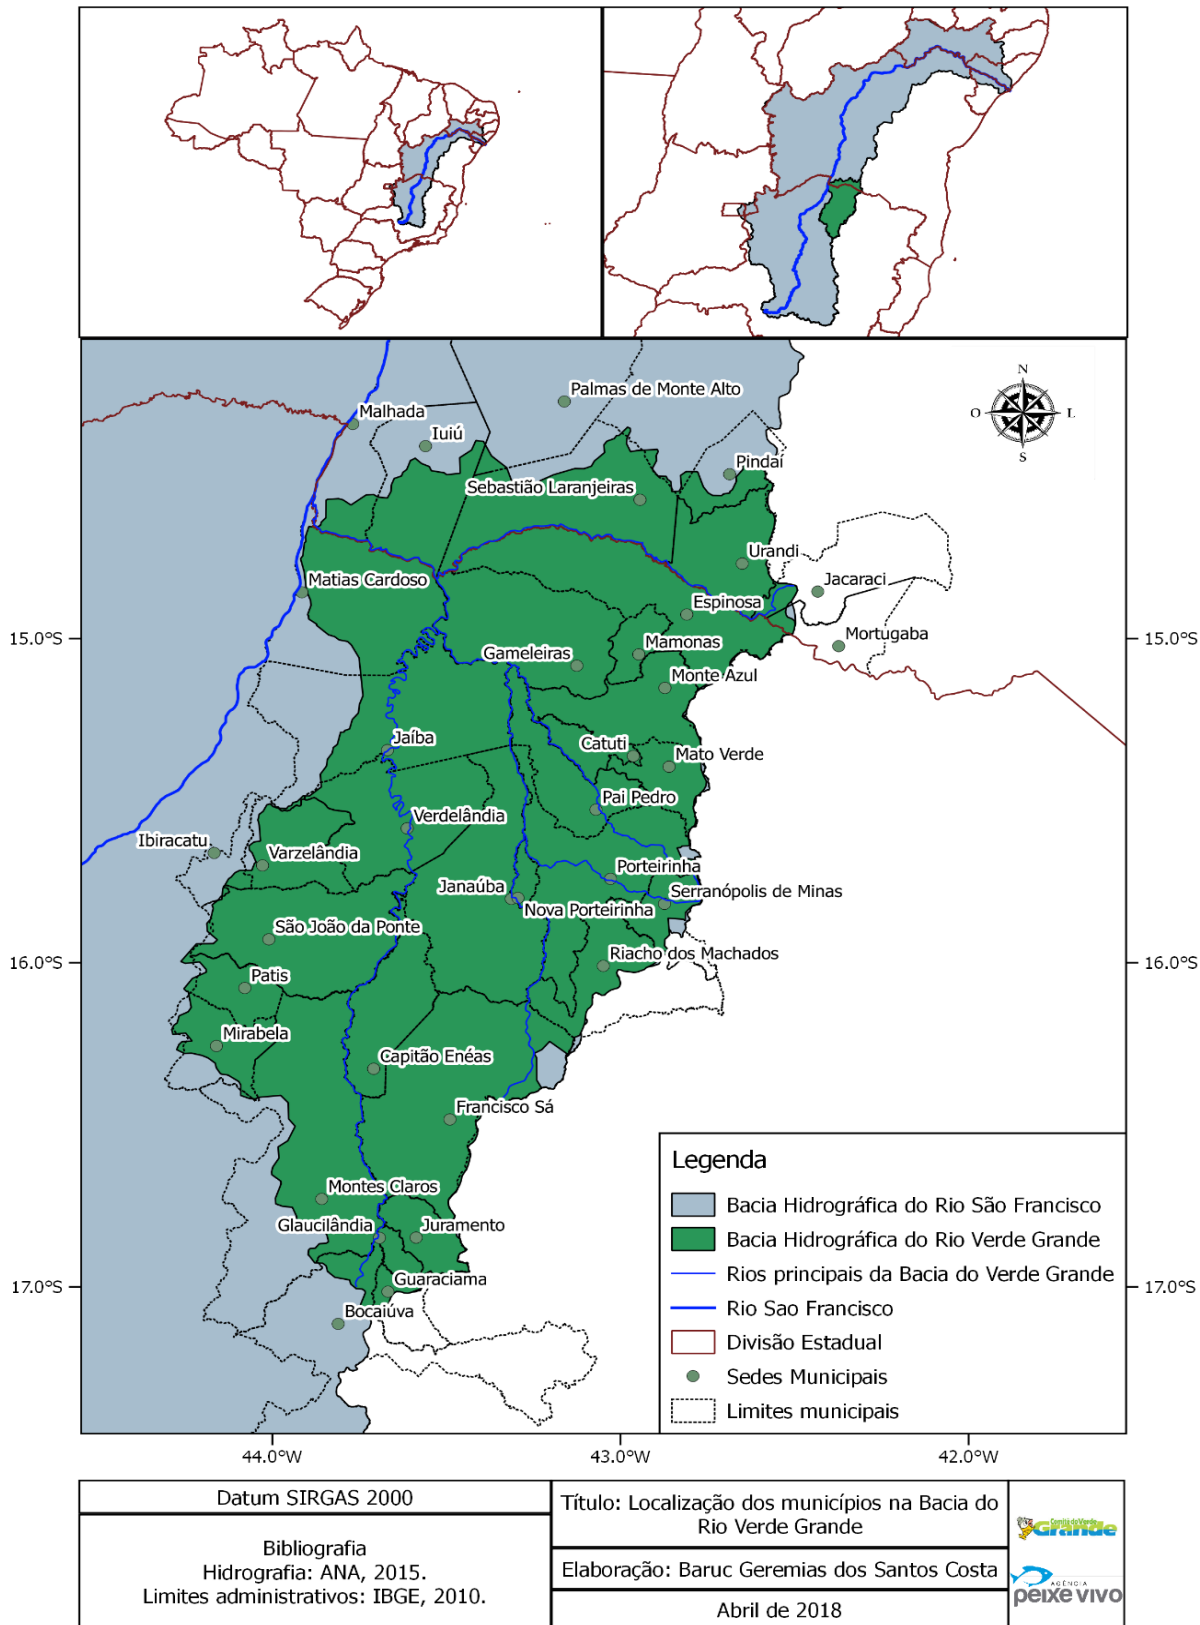 Palmas de Monte Alto
Malhada
Iuiú
N
O
L
S
Pindaí
Sebastião Laranjeiras
Urandi
Jacaraci
Matias Cardoso
Espinosa
Mortugaba
15.0°S
15.0°S
Mamonas
Gameleiras
Monte Azul
Jaíba
Catuti
Mato Verde
Pai Pedro
Verdelândia
Ibiracatu
Varzelândia
Porteirinha
Janaúba
Serranópolis de Minas
Nova Porteirinha
São João da Ponte
Riacho dos Machados
16.0°S
16.0°S
Patis
Mirabela
Capitão Enéas
Francisco Sá
Montes Claros
Glaucilândia
Juramento
Guaraciama
17.0°S
17.0°S
Bocaiúva
Legenda
Bacia Hidrográfica do Rio São Francisco
Bacia Hidrográfica do Rio Verde Grande
Rios principais da Bacia do Verde Grande
Rio Sao Francisco
Divisão Estadual
Sedes Municipais
Limites municipais
44.0°W
43.0°W
42.0°W
Datum SIRGAS 2000
Bibliografia
Hidrografia: ANA, 2015.
Limites administrativos: IBGE, 2010.
Título: Localização dos municípios na Bacia do
Rio Verde Grande
Elaboração: Baruc Geremias dos Santos Costa
Abril de 2018
Comitê do Verde
Grande
AGÊNCIA
peixe vivo